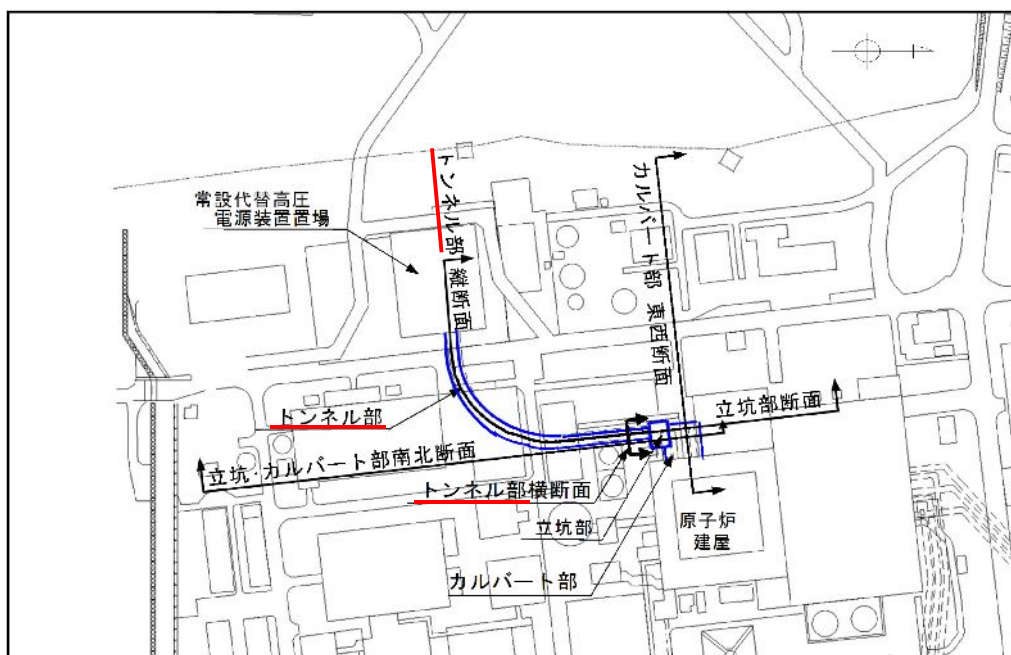 トンネル部 縦断面
カルバート部 東西断面
常設代替高圧
電源装置置場
トンネル部
立坑部断面
立坑・カルバート部南北断面
トンネル部横断面
立坑部
原子炉
建屋
カルバート部